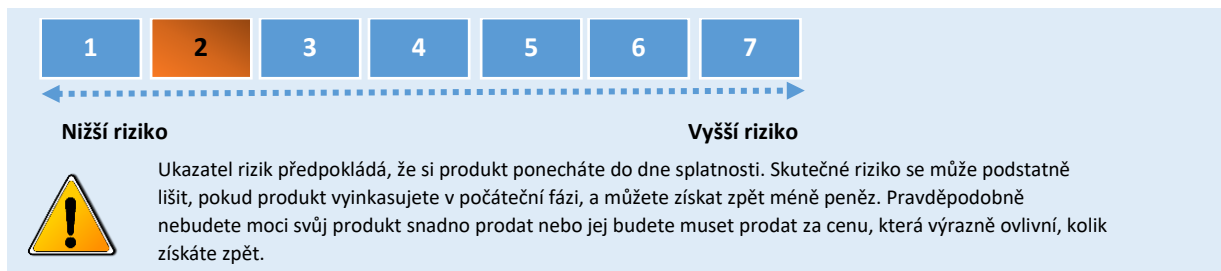 1 2 3 4 5 6 7
Nižší riziko Vyšší riziko
Ukazatel rizik předpokládá, že si produkt ponecháte do dne splatnosti. Skutečné riziko se může podstatně
lišit, pokud produkt vyinkasujete v počáteční fázi, a můžete získat zpět méně peněz. Pravděpodobně
nebudete moci svůj produkt snadno prodat nebo jej budete muset prodat za cenu, která výrazně ovlivní, kolik
získáte zpět.